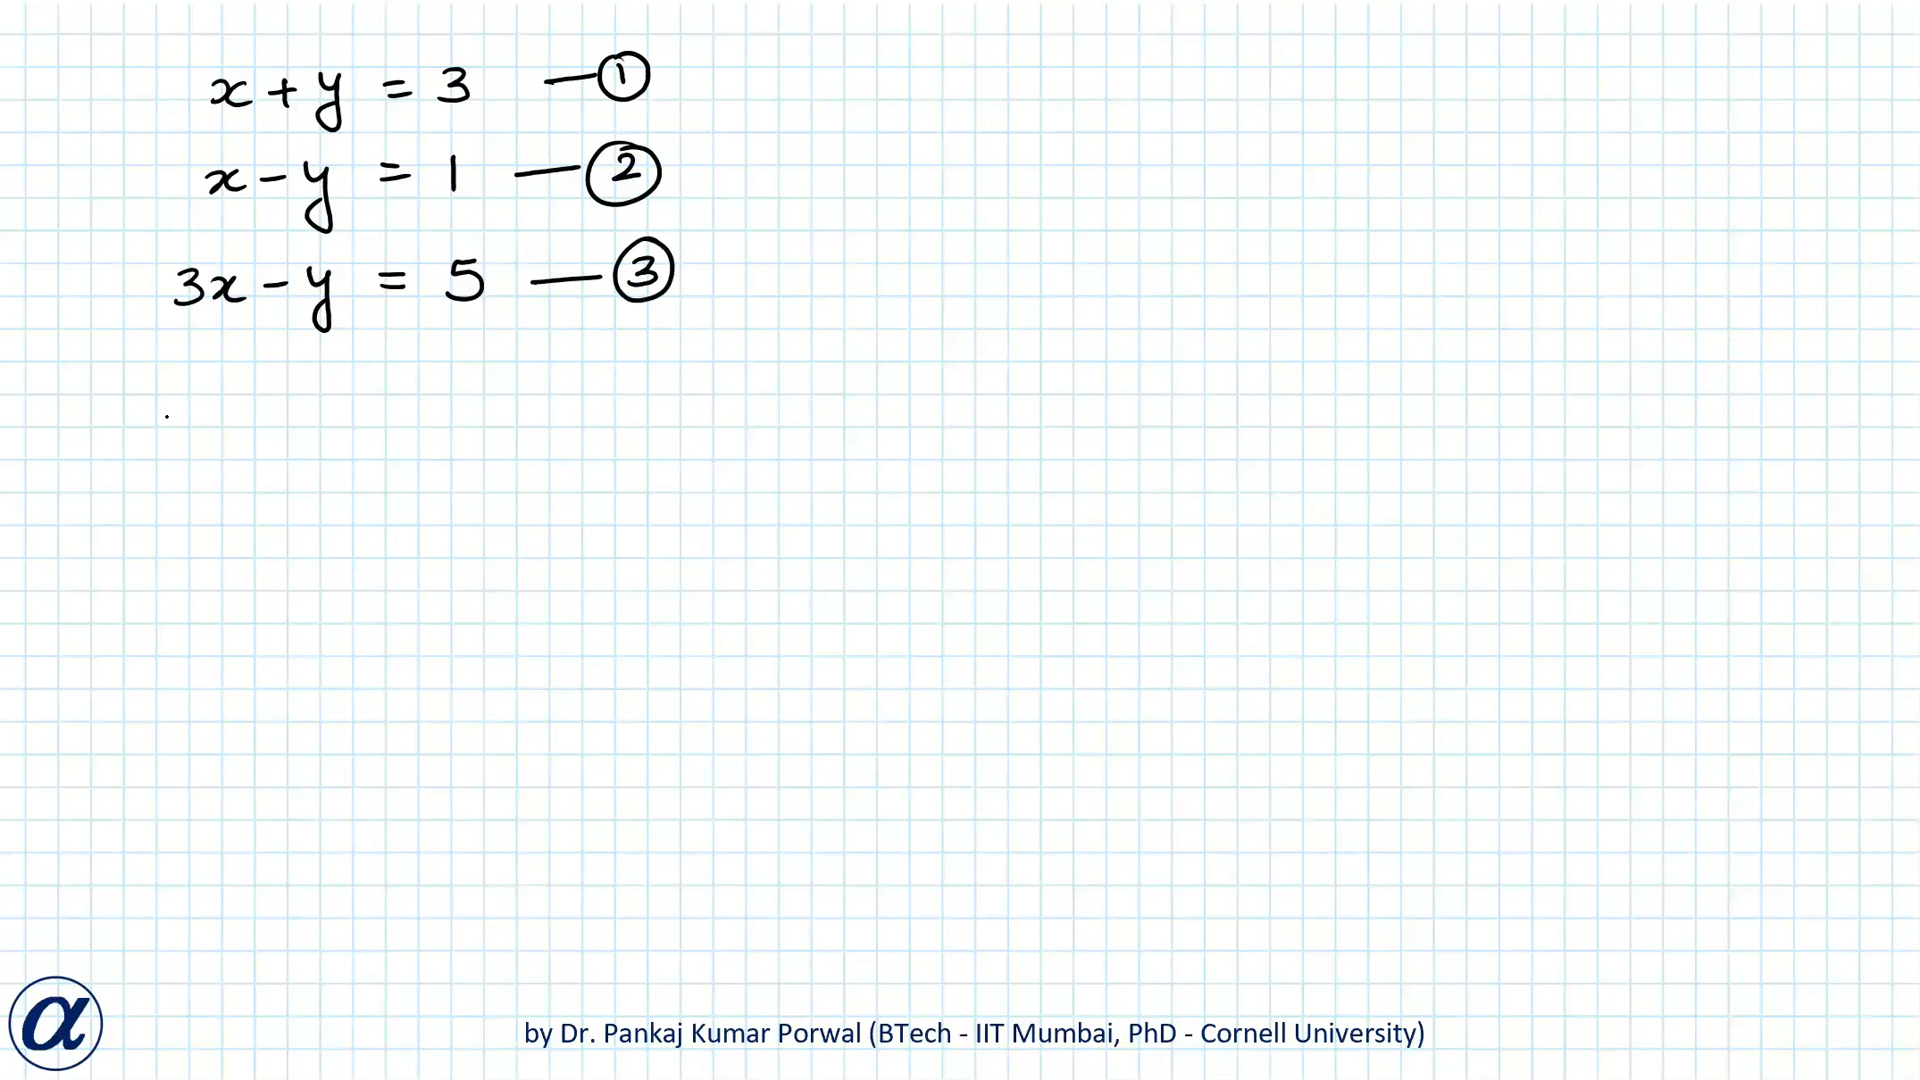 x + y = 3 — ①
x - y = 1 — ②
3x - y = 5 — ③
α
by Dr. Pankaj Kumar Porwal (BTech - IIT Mumbai, PhD - Cornell University)